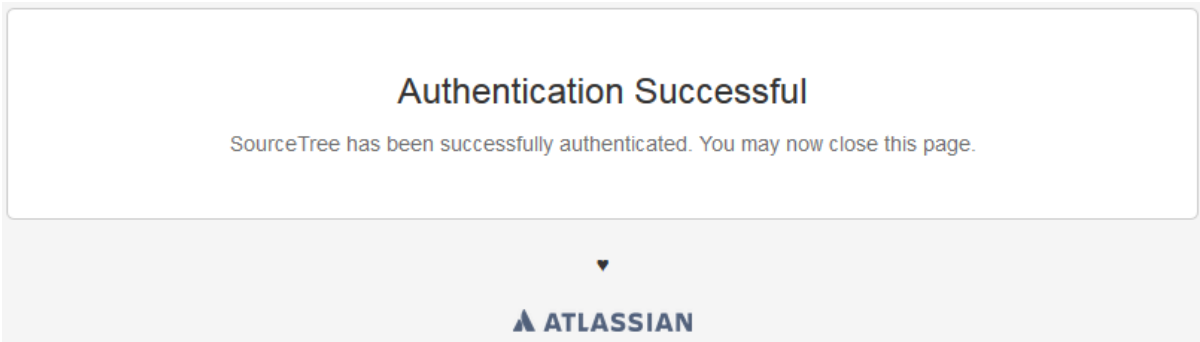 Authentication Successful
SourceTree has been successfully authenticated. You may now close this page.
♥
ATLASSIAN